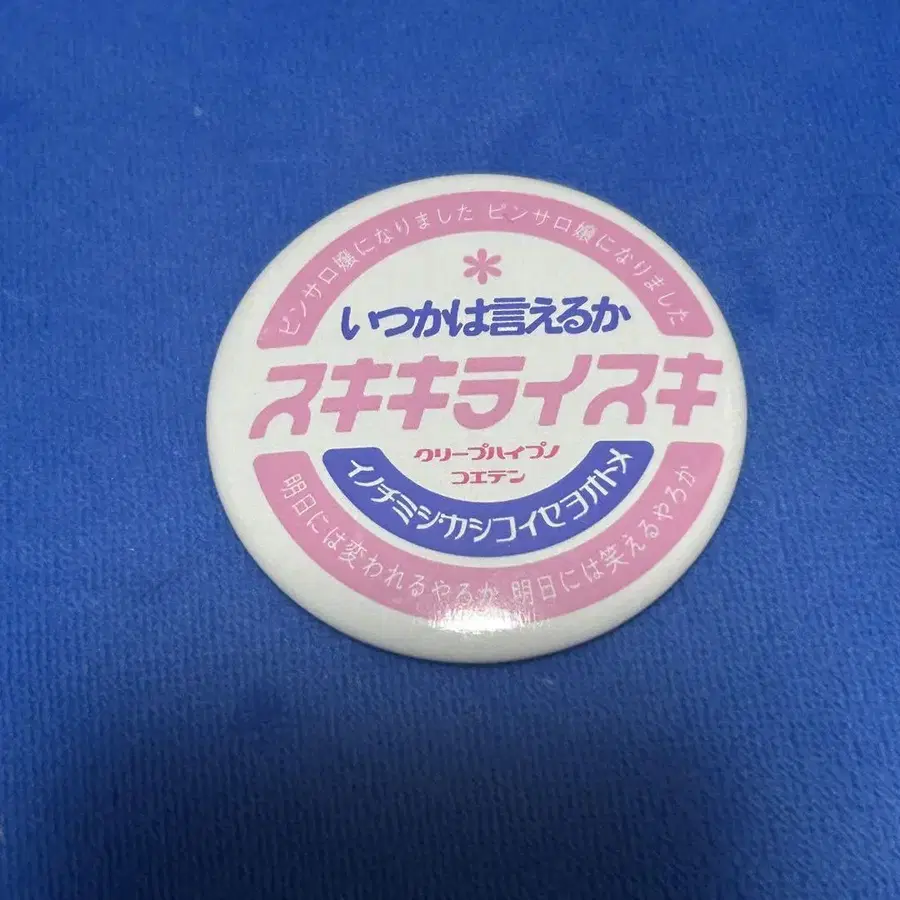 ピンサロ嬢になりました ピンサロ嬢になりました
いつかは言えるか
スキキライスキ
クリープハイプノ
コエテン
イノチミジカシコイセヨオトメ
明日には変われるやろか 明日には笑えるやろか